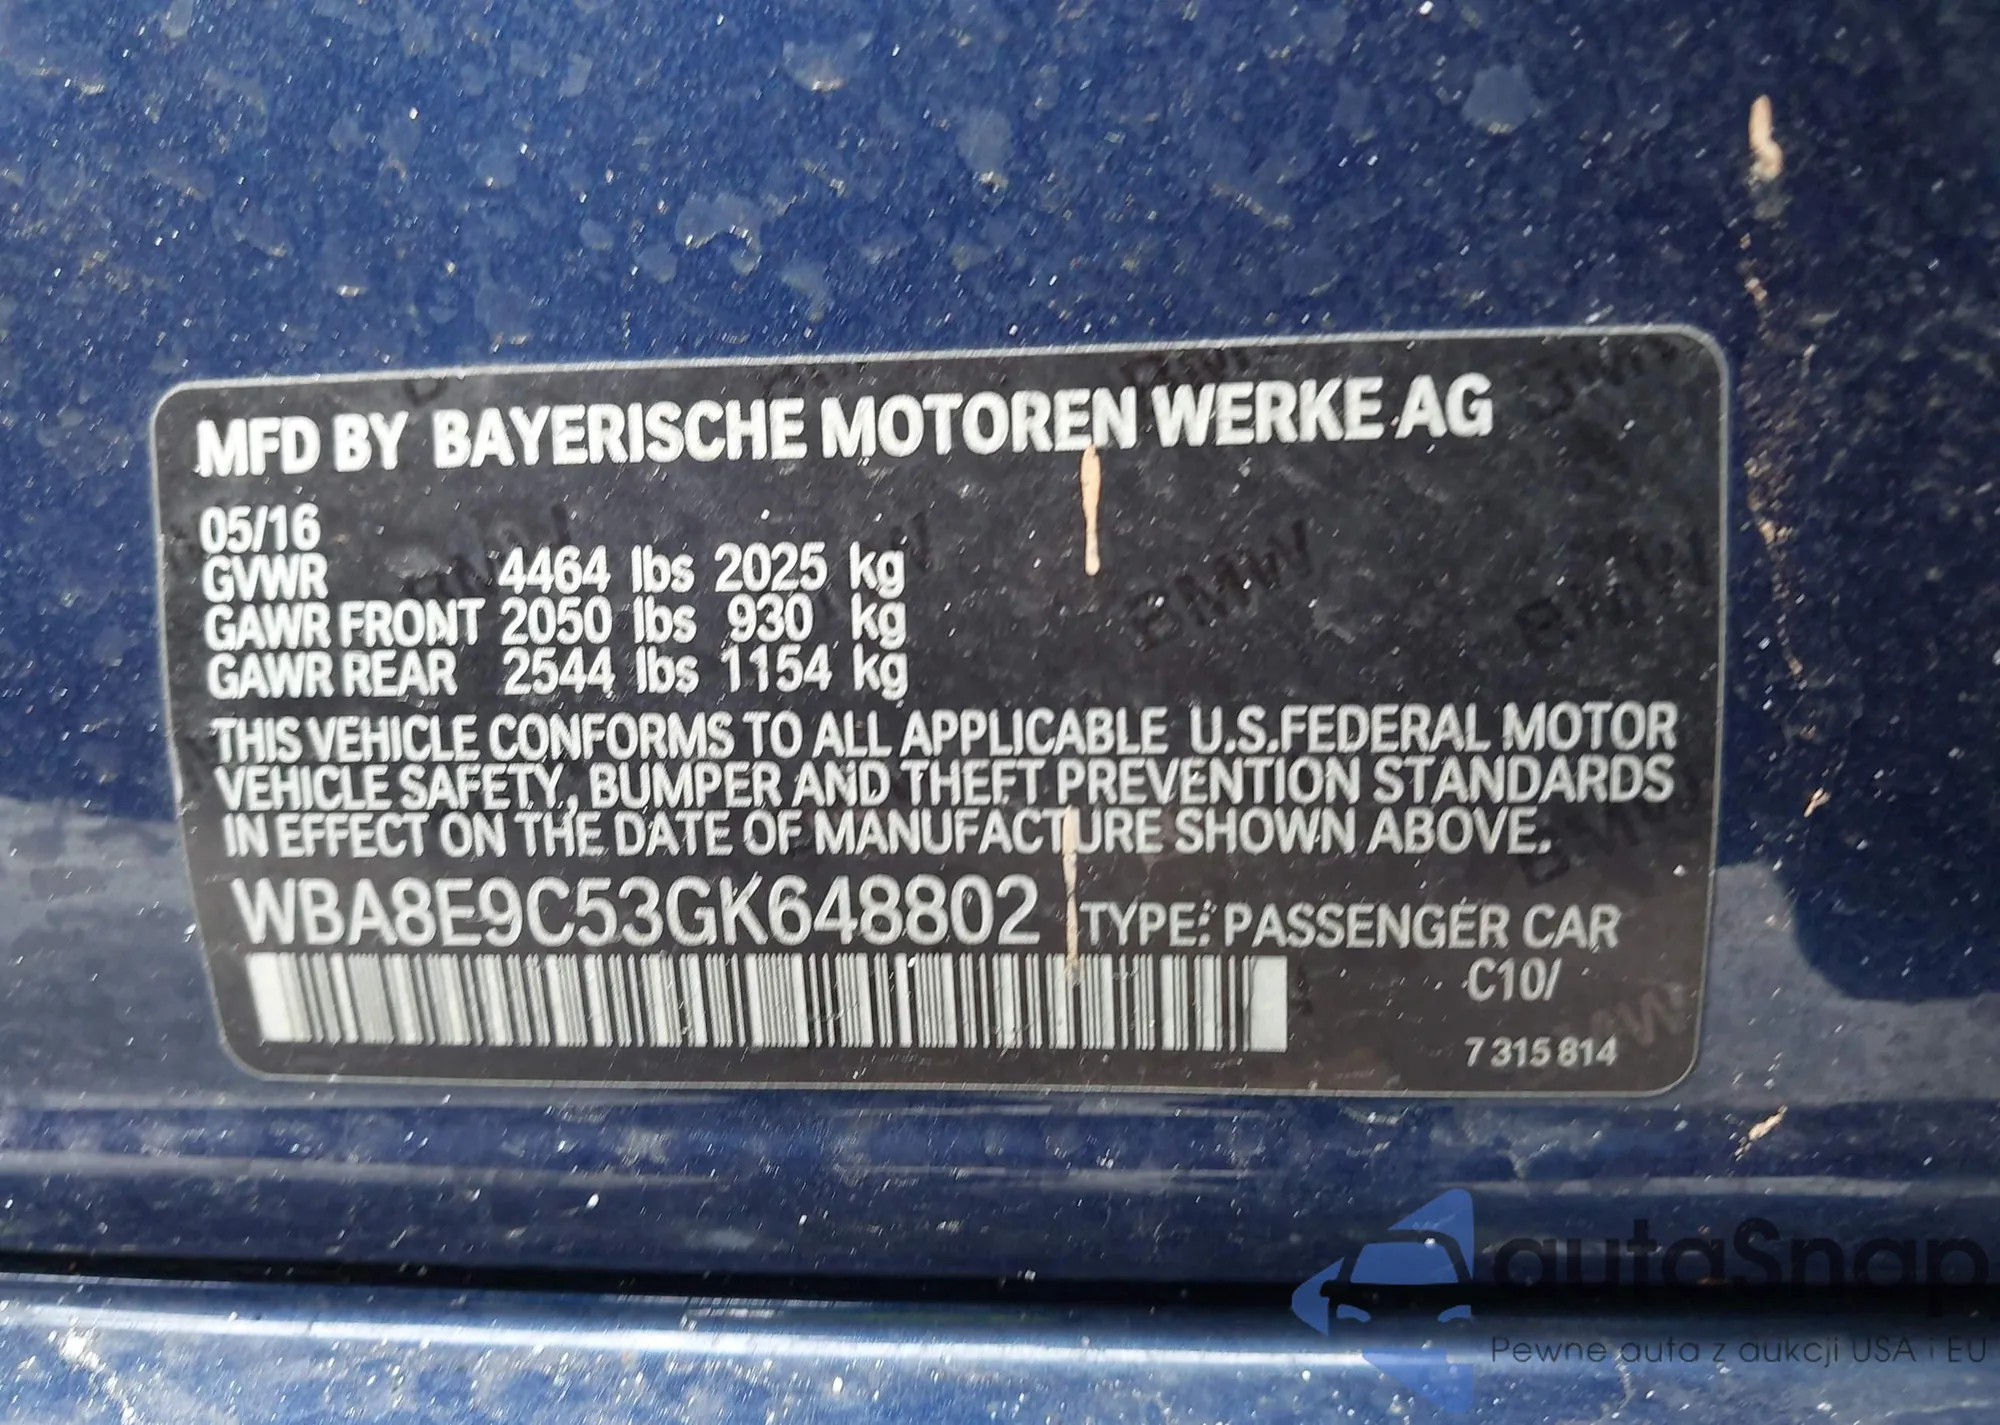 MFD BY BAYERISCHE MOTOREN WERKE AG
05/16
GVWR 4464 lbs 2025 kg
GAWR FRONT 2050 lbs 930 kg
GAWR REAR 2544 lbs 1154 kg
THIS VEHICLE CONFORMS TO ALL APPLICABLE U.S.FEDERAL MOTOR
VEHICLE SAFETY, BUMPER AND THEFT PREVENTION STANDARDS
IN EFFECT ON THE DATE OF MANUFACTURE SHOWN ABOVE.
WBA8E9C53GK648802 TYPE: PASSENGER CAR
C10/
7 315 814
autaSnap
Pewne auta z aukcji USA i EU